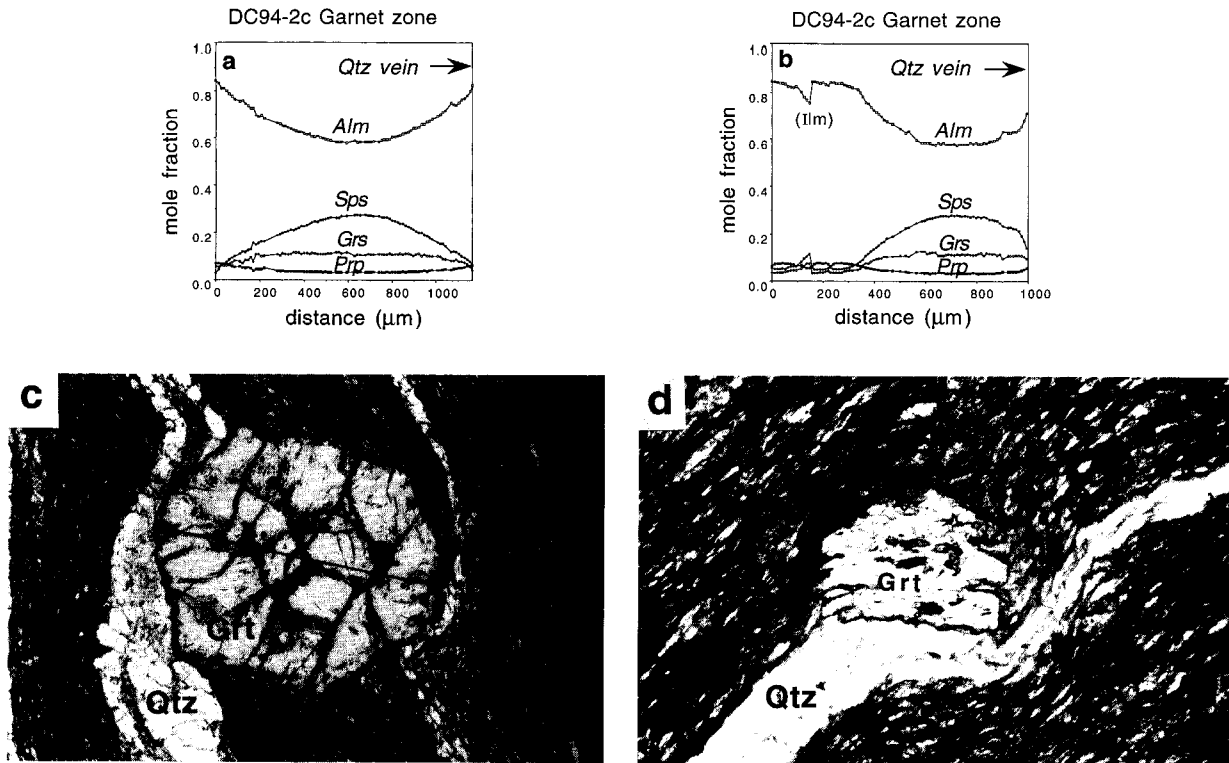 DC94-2c Garnet zone
a
Qtz vein
Alm
Sps
Grs
Prp
mole fraction
1.0
0.8
0.6
0.4
0.2
0.0
0 200 400 600 800 1000
distance (μm)
DC94-2c Garnet zone
b
Qtz vein
(Ilm)
Alm
Sps
Grs
Prp
mole fraction
1.0
0.8
0.6
0.4
0.2
0.0
0 200 400 600 800 1000
distance (μm)
c
Grt
Qtz
d
Grt
Qtz